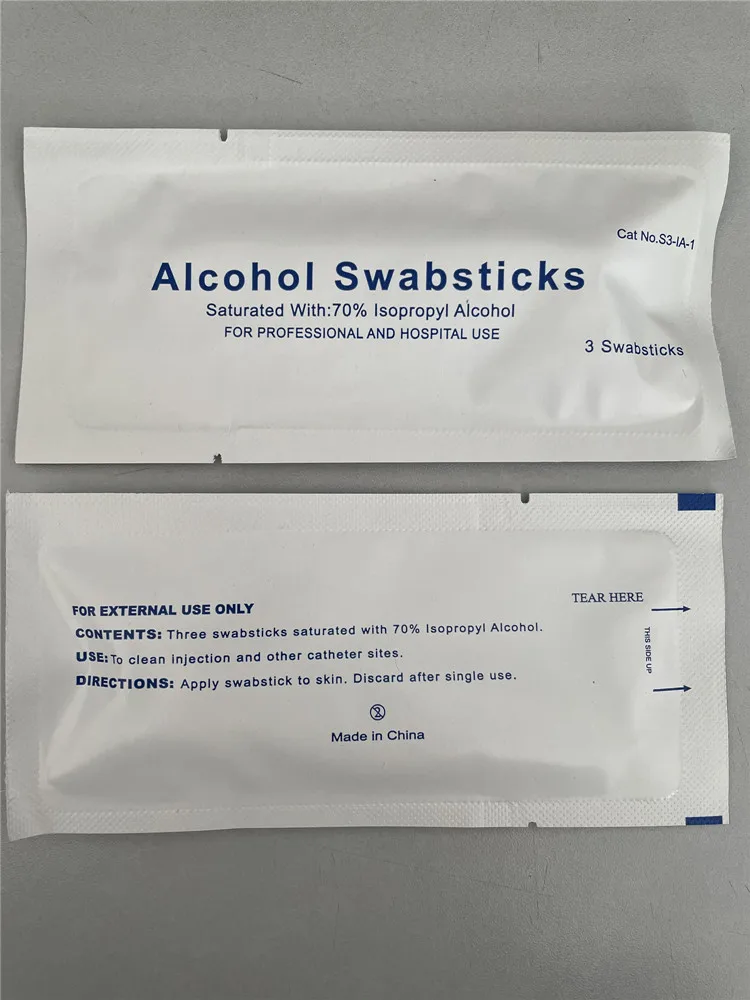 Cat No.S3-IA-1
Alcohol Swabsticks
Saturated With:70% Isopropyl Alcohol
FOR PROFESSIONAL AND HOSPITAL USE
3 Swabsticks
TEAR HERE
THIS SIDE UP
FOR EXTERNAL USE ONLY
CONTENTS: Three swabsticks saturated with 70% Isopropyl Alcohol.
USE:To clean injection and other catheter sites.
DIRECTIONS: Apply swabstick to skin. Discard after single use.
2
Made in China